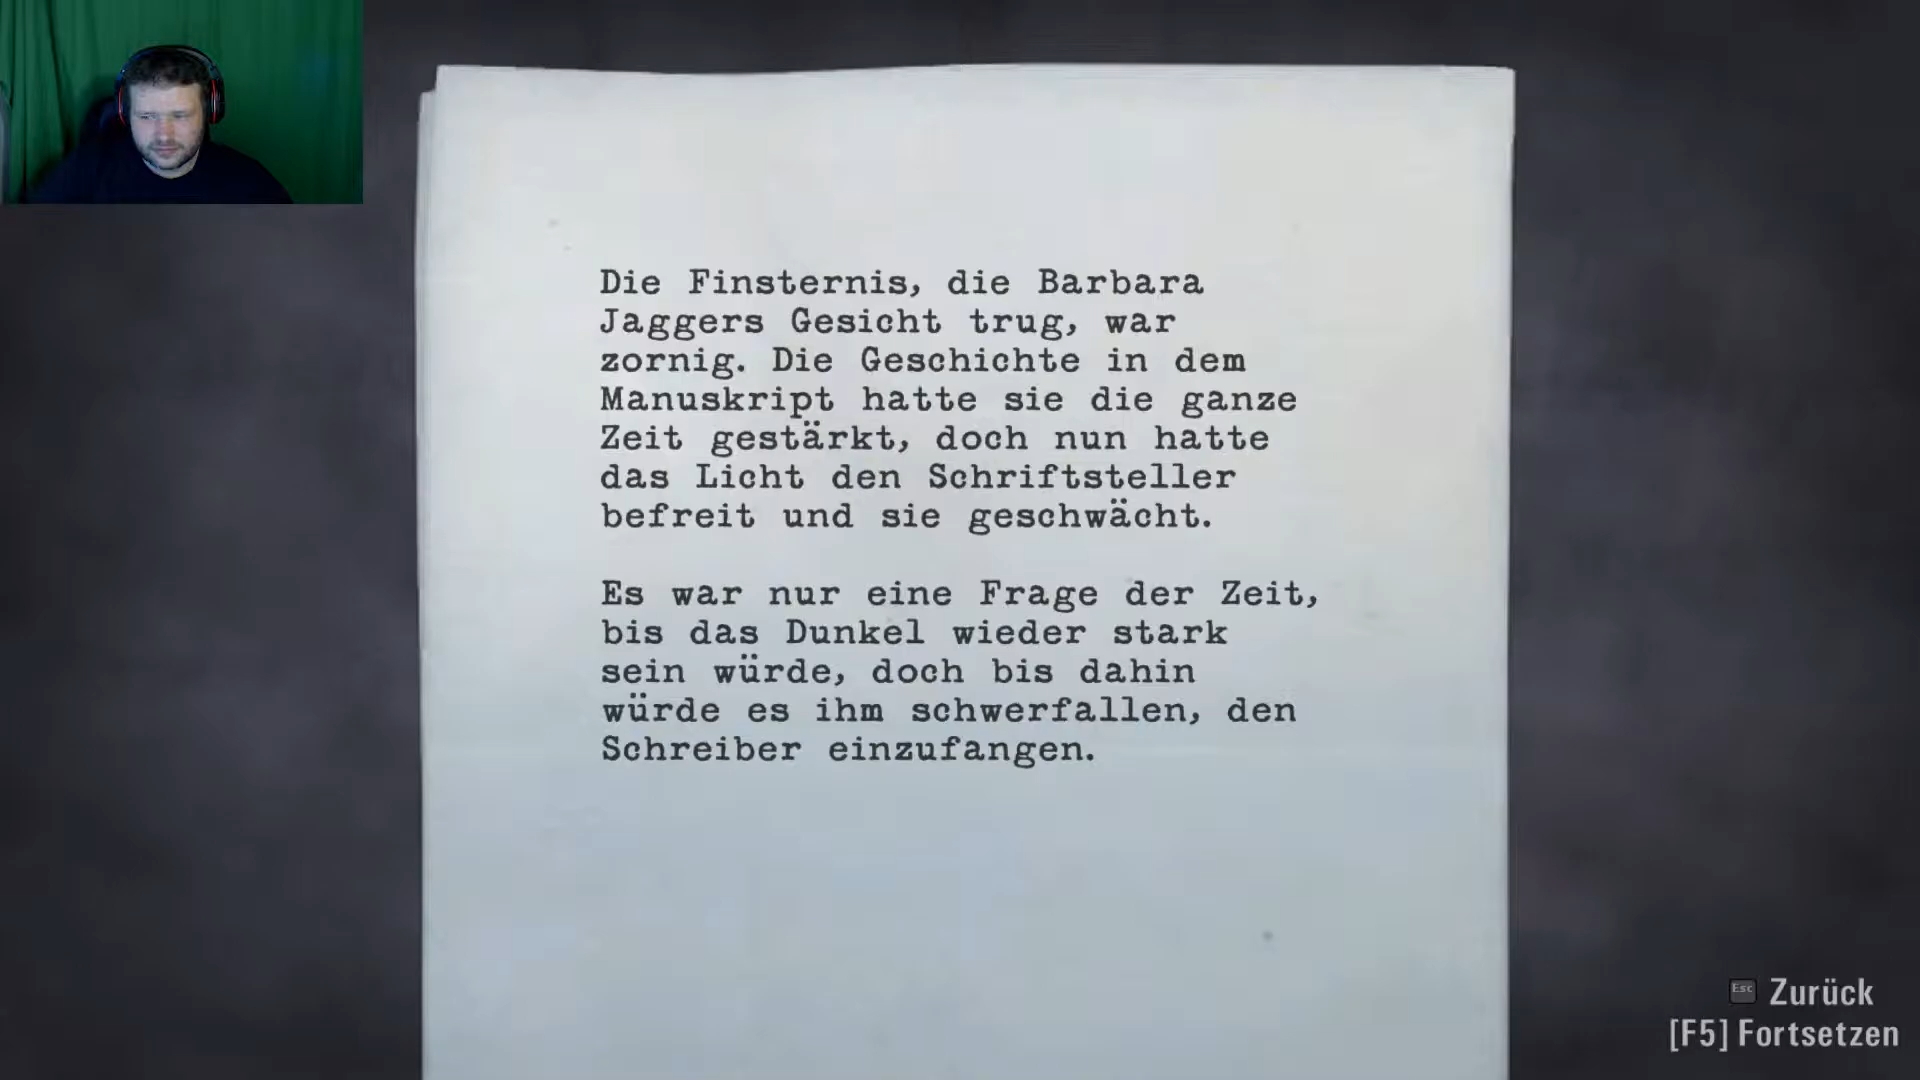 Die Finsternis, die Barbara
Jaggers Gesicht trug, war
zornig. Die Geschichte in dem
Manuskript hatte sie die ganze
Zeit gestärkt, doch nun hatte
das Licht den Schriftsteller
befreit und sie geschwächt.
Es war nur eine Frage der Zeit,
bis das Dunkel wieder stark
sein würde, doch bis dahin
würde es ihm schwerfallen, den
Schreiber einzufangen.
Esc Zurück
[F5] Fortsetzen